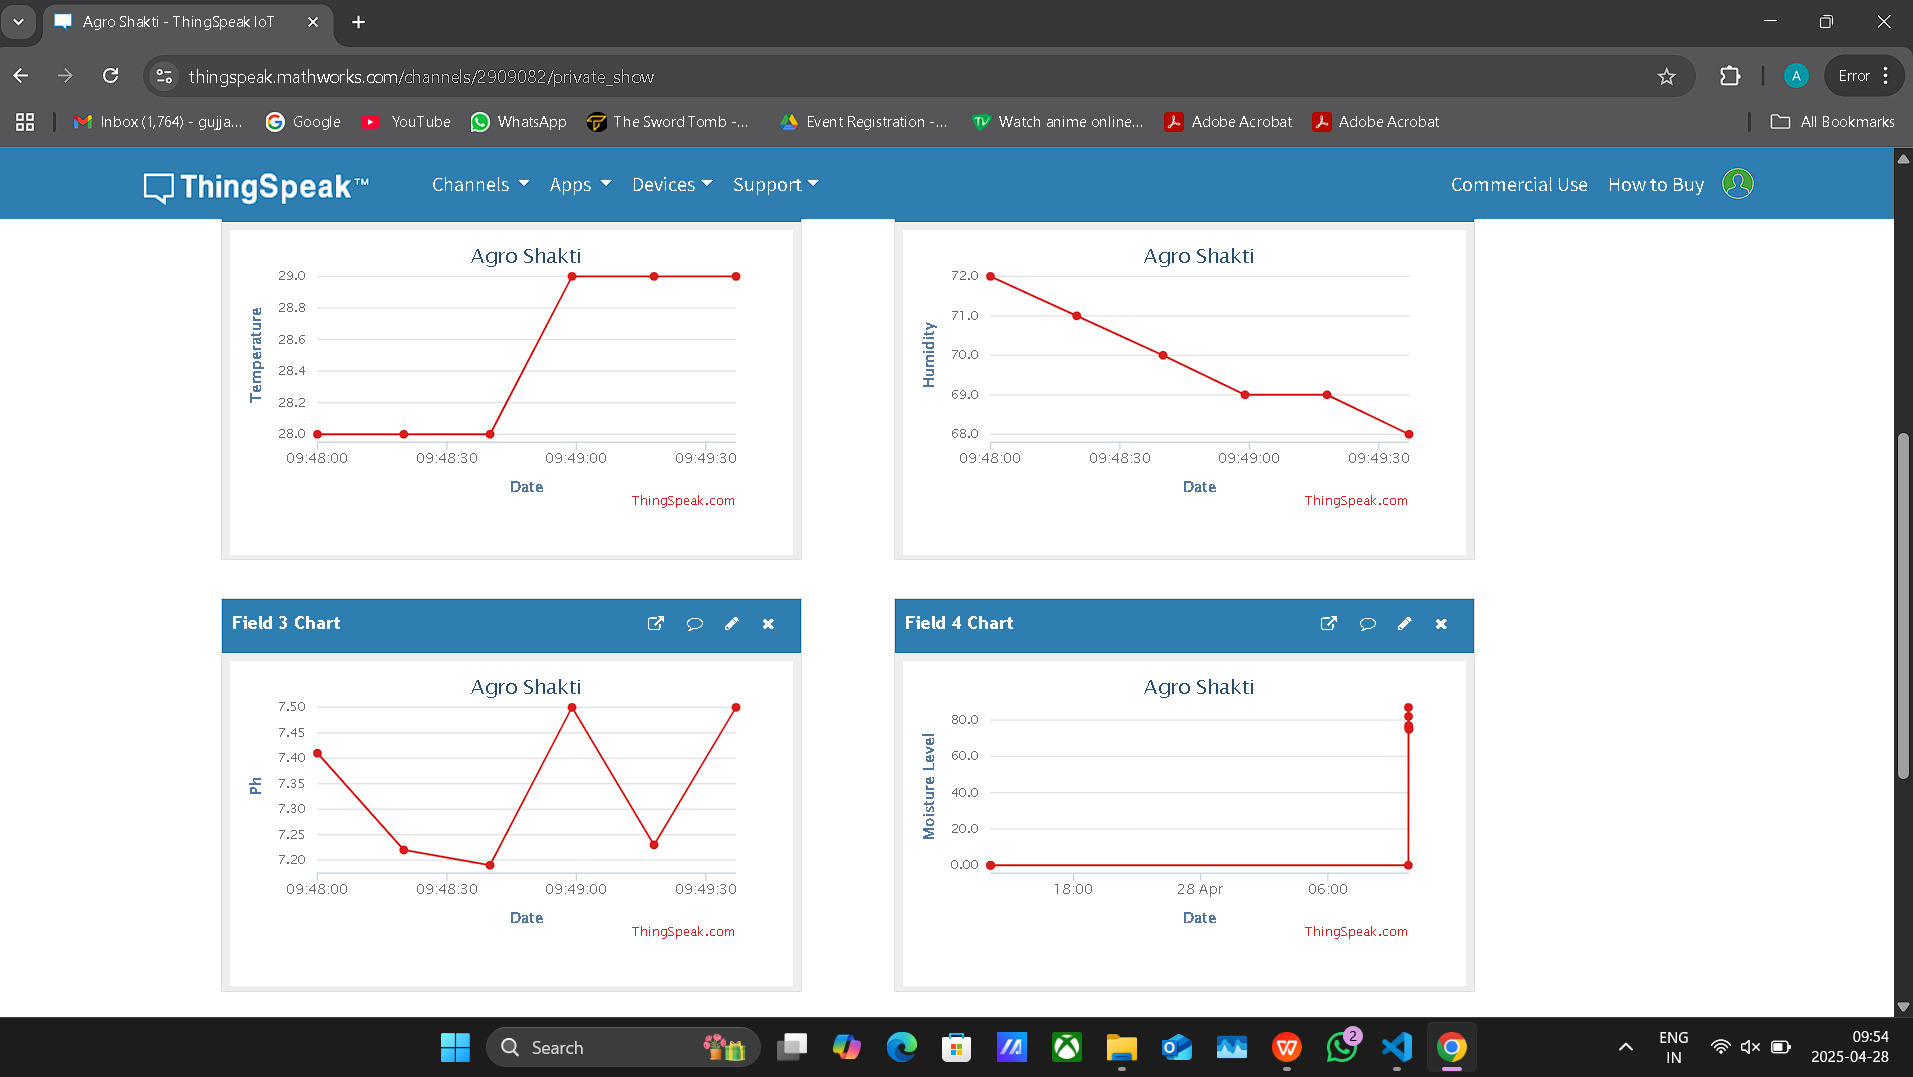 Agro Shakti - ThingSpeak IoT
thingspeak.mathworks.com/channels/2909082/private_show
A
Error
Inbox (1,764) - gujja...
Google
YouTube
WhatsApp
The Sword Tomb -...
Event Registration -...
Watch anime online...
Adobe Acrobat
Adobe Acrobat
All Bookmarks
ThingSpeak™
Channels
Apps
Devices
Support
Commercial Use
How to Buy
Agro Shakti
Temperature
29.0
28.8
28.6
28.4
28.2
28.0
09:48:00 09:48:30 09:49:00 09:49:30
Date
ThingSpeak.com
Agro Shakti
Humidity
72.0
71.0
70.0
69.0
68.0
09:48:00 09:48:30 09:49:00 09:49:30
Date
ThingSpeak.com
Field 3 Chart
Agro Shakti
Ph
7.50
7.45
7.40
7.35
7.30
7.25
7.20
09:48:00 09:48:30 09:49:00 09:49:30
Date
ThingSpeak.com
Field 4 Chart
Agro Shakti
Moisture Level
80.0
60.0
40.0
20.0
0.00
18:00 28 Apr 06:00
Date
ThingSpeak.com
Search
2
ENG
IN
09:54
2025-04-28